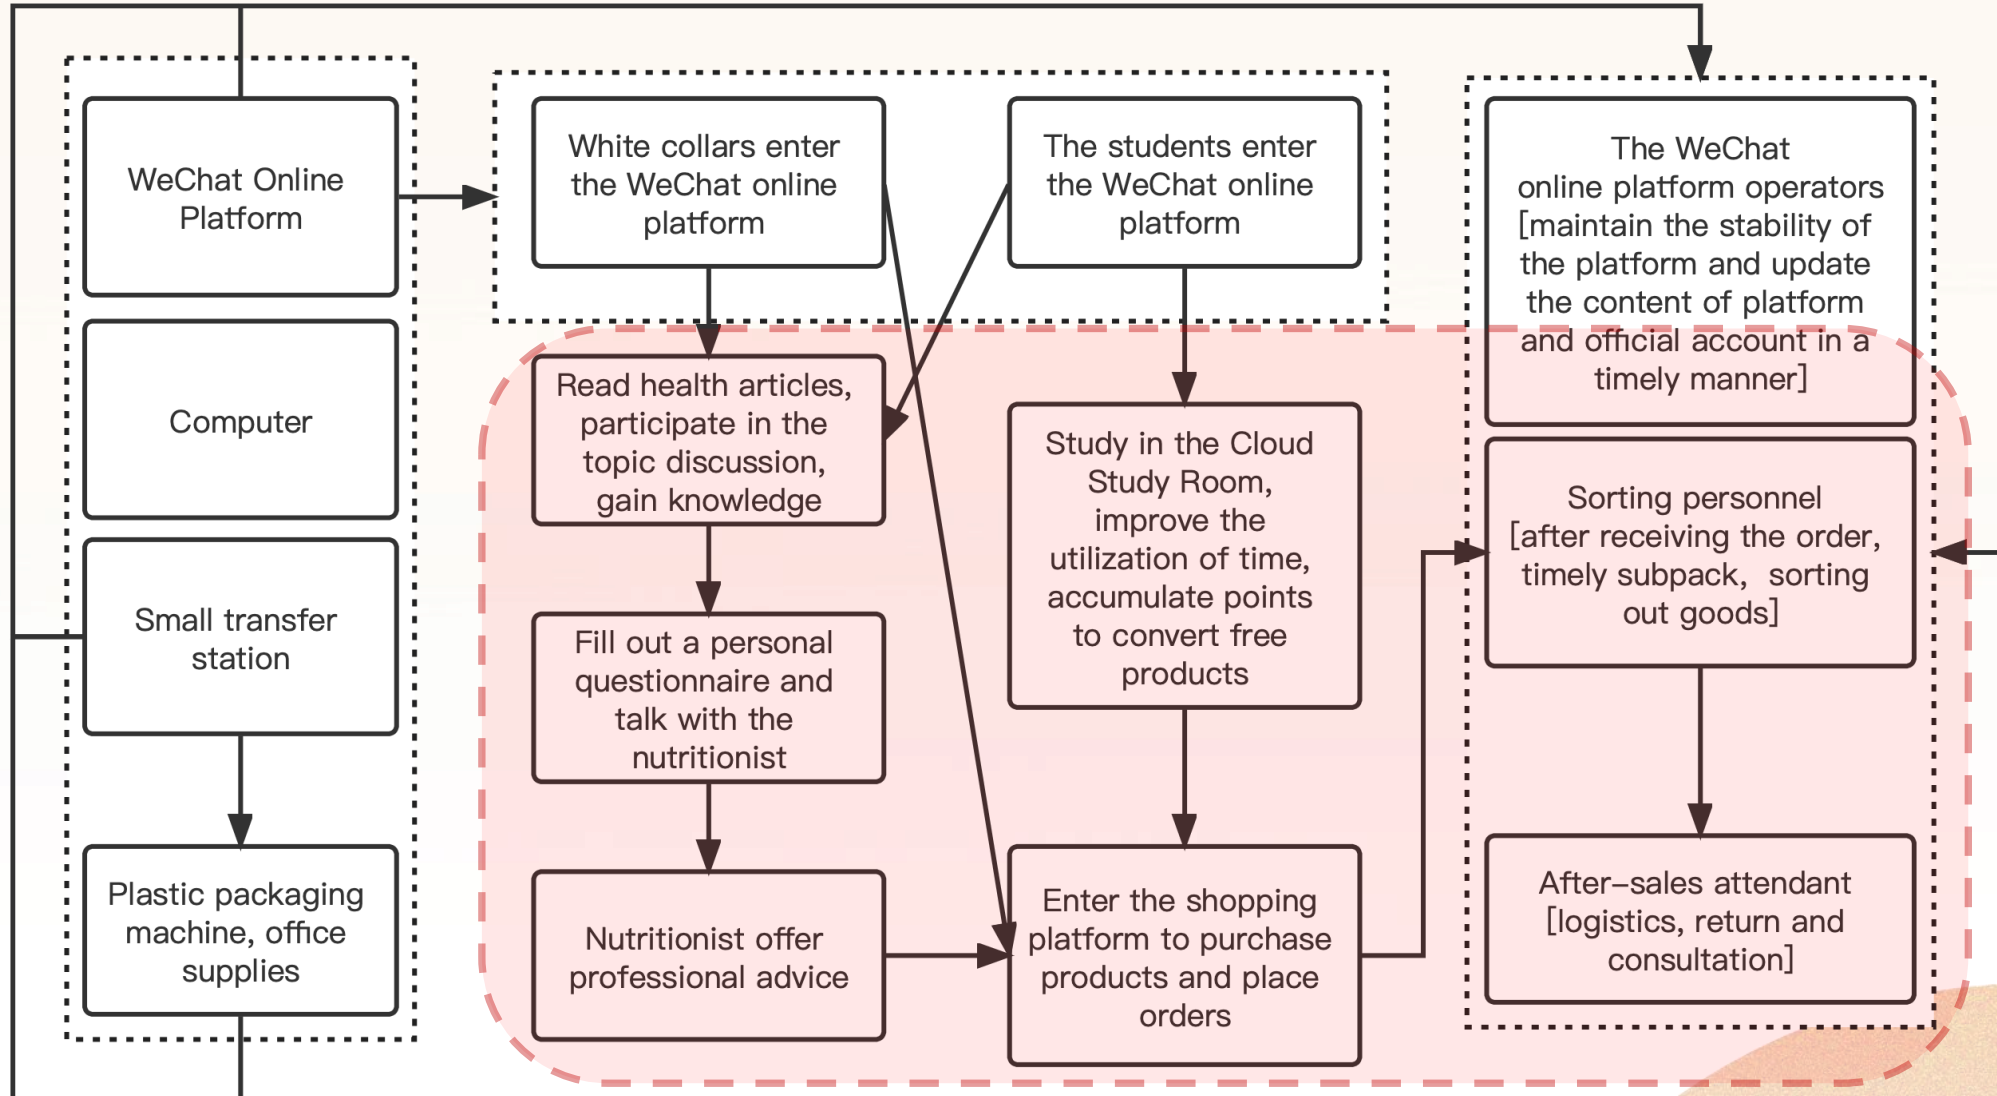 WeChat Online
Platform
Computer
Small transfer
station
Plastic packaging
machine, office
supplies
White collars enter
the WeChat online
platform
The students enter
the WeChat online
platform
Read health articles,
participate in the
topic discussion,
gain knowledge
Fill out a personal
questionnaire and
talk with the
nutritionist
Nutritionist offer
professional advice
Study in the Cloud
Study Room,
improve the
utilization of time,
accumulate points
to convert free
products
Enter the shopping
platform to purchase
products and place
orders
The WeChat
online platform operators
[maintain the stability of
the platform and update
the content of platform
and official account in a
timely manner]
Sorting personnel
[after receiving the order,
timely subpack,  sorting
out goods]
After–sales attendant
[logistics, return and
consultation]